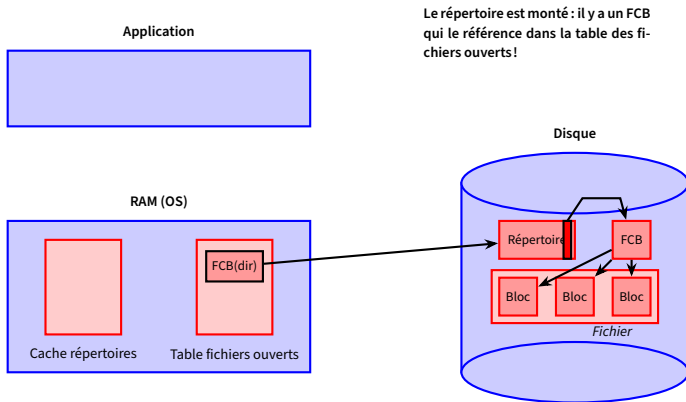 Le répertoire est monté : il y a un FCB
qui le référence dans la table des fi-
chiers ouverts!
Application
Disque
RAM (OS)
Répertoire
FCB
FCB(dir)
Bloc
Bloc
Bloc
Fichier
Cache répertoires
Table fichiers ouverts